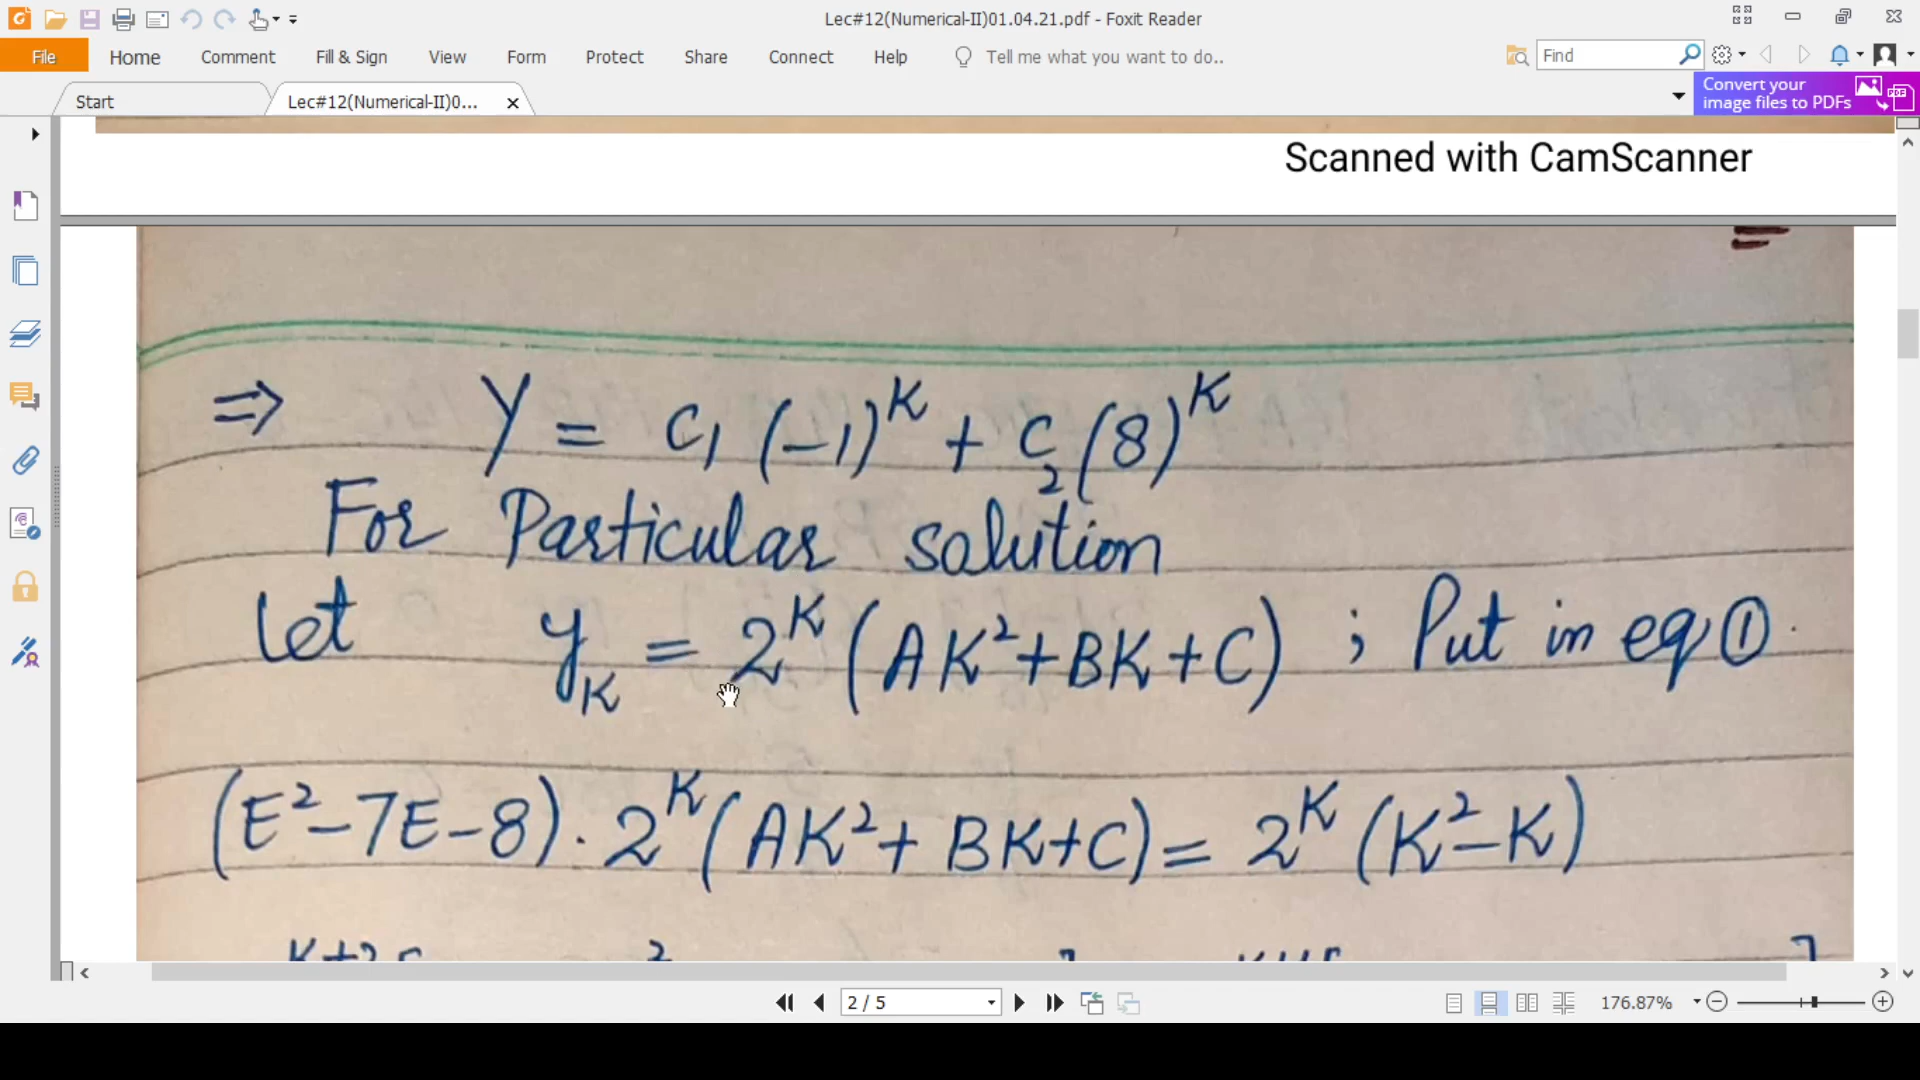 Lec#12(Numerical-II)01.04.21.pdf - Foxit Reader
File Home Comment Fill & Sign View Form Protect Share Connect Help Tell me what you want to do.. Find
Start Lec#12(Numerical-II)0...
Convert your
image files to PDFs
Scanned with CamScanner
⇒ Y = C₁ (-1)^K + C₂ (8)^K
For Particular solution
Let y_K = 2^K (AK²+BK+C) ; Put in eq ①.
(E²-7E-8) . 2^K (AK²+ BK+C) = 2^K (K²-K)
2 / 5 176.87%